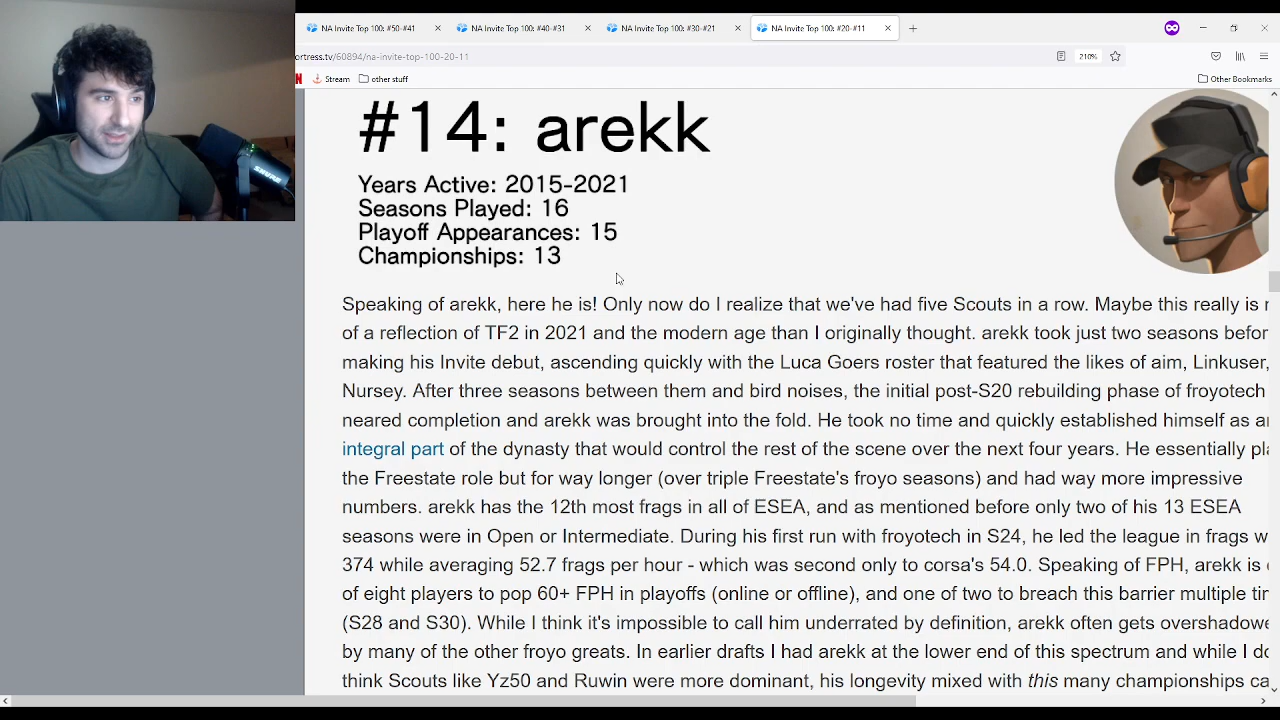 NA Invite Top 100: #50-#41
NA Invite Top 100: #40-#31
NA Invite Top 100: #30-#21
NA Invite Top 100: #20-#11
ortress.tv/60894/na-invite-top-100-20-11
210%
Stream
other stuff
Other Bookmarks
#14: arekk
Years Active: 2015-2021
Seasons Played: 16
Playoff Appearances: 15
Championships: 13
Speaking of arekk, here he is! Only now do I realize that we've had five Scouts in a row. Maybe this really is
of a reflection of TF2 in 2021 and the modern age than I originally thought. arekk took just two seasons befor
making his Invite debut, ascending quickly with the Luca Goers roster that featured the likes of aim, Linkuser,
Nursey. After three seasons between them and bird noises, the initial post-S20 rebuilding phase of froyotech
neared completion and arekk was brought into the fold. He took no time and quickly established himself as a
integral part of the dynasty that would control the rest of the scene over the next four years. He essentially pl
the Freestate role but for way longer (over triple Freestate's froyo seasons) and had way more impressive
numbers. arekk has the 12th most frags in all of ESEA, and as mentioned before only two of his 13 ESEA
seasons were in Open or Intermediate. During his first run with froyotech in S24, he led the league in frags w
374 while averaging 52.7 frags per hour - which was second only to corsa's 54.0. Speaking of FPH, arekk is
of eight players to pop 60+ FPH in playoffs (online or offline), and one of two to breach this barrier multiple ti
(S28 and S30). While I think it's impossible to call him underrated by definition, arekk often gets overshadowe
by many of the other froyo greats. In earlier drafts I had arekk at the lower end of this spectrum and while I do
think Scouts like Yz50 and Ruwin were more dominant, his longevity mixed with this many championships ca
SHURE